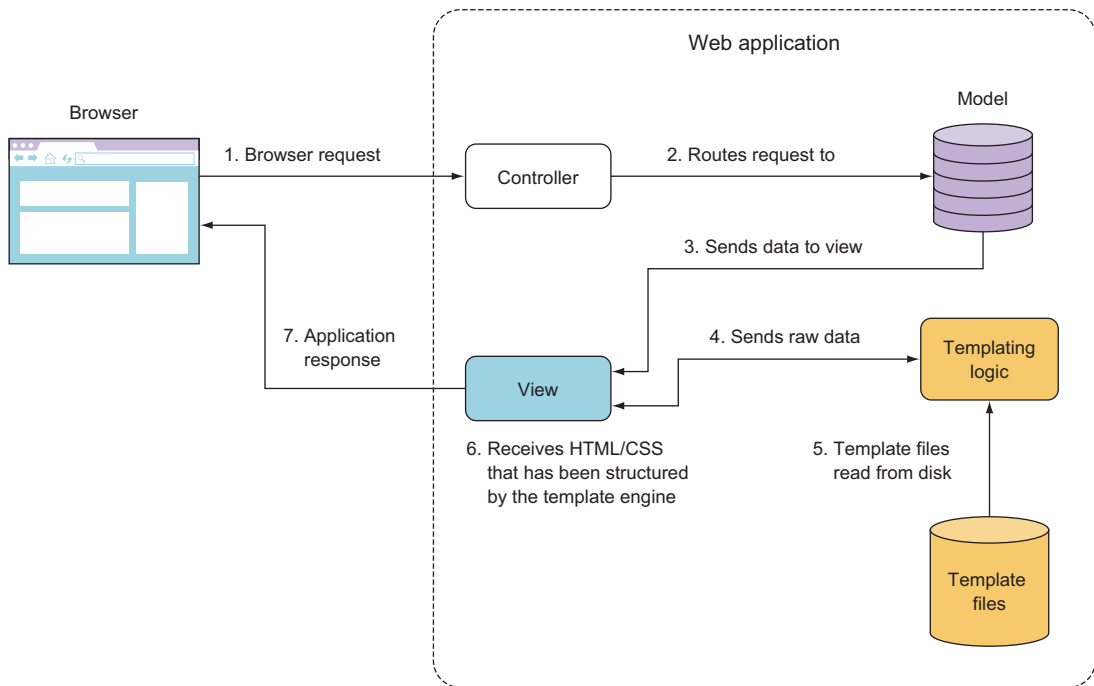 Web application
Browser
Model
1. Browser request
Controller
2. Routes request to
3. Sends data to view
7. Application
response
4. Sends raw data
Templating
logic
View
6. Receives HTML/CSS
that has been structured
by the template engine
5. Template files
read from disk
Template
files